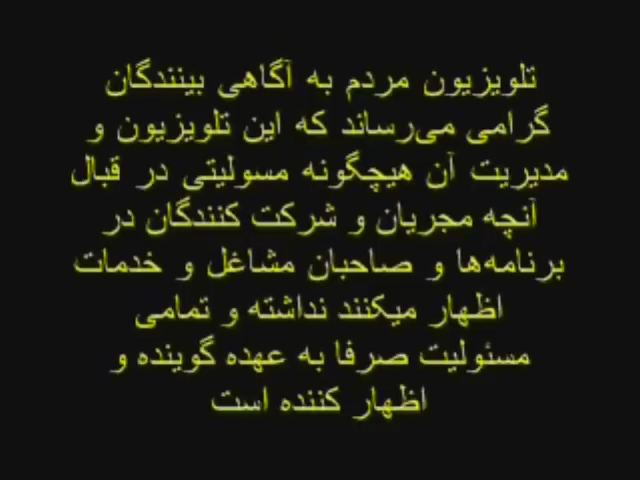 تلویزیون مردم به آگاهی بینندگان
گرامی می‌رساند که این تلویزیون و
مدیریت آن هیچگونه مسولیتی در قبال
آنچه مجریان و شرکت کنندگان در
برنامه‌ها و صاحبان مشاغل و خدمات
اظهار میکنند نداشته و تمامی
مسئولیت صرفا به عهده گوینده و
اظهار کننده است